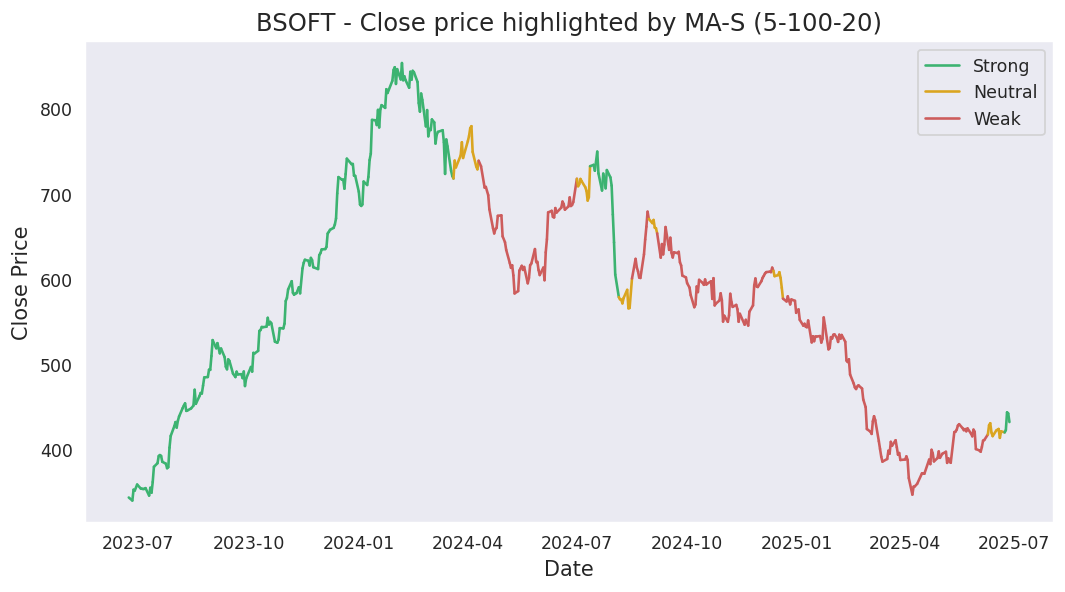 BSOFT - Close price highlighted by MA-S (5-100-20)
Strong
Neutral
Weak
Close Price
800
700
600
500
400
2023-07 2023-10 2024-01 2024-04 2024-07 2024-10 2025-01 2025-04 2025-07
Date